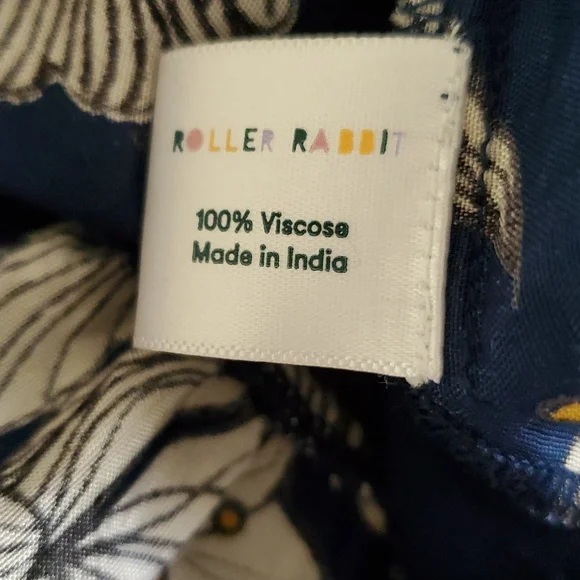 ROLLER RABBIT
100% Viscose
Made in India